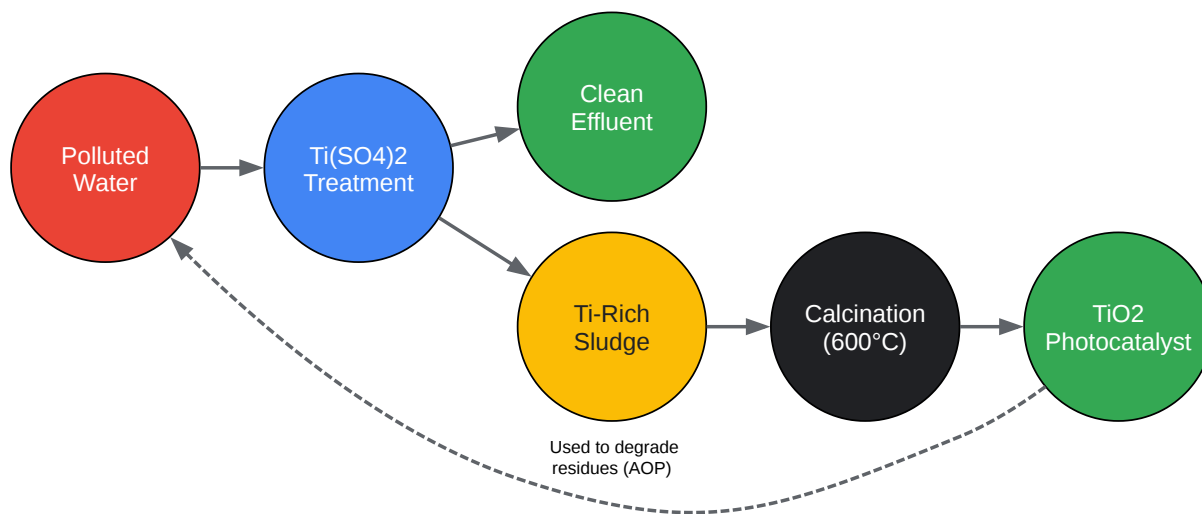 Polluted
Water
Ti(SO4)2
Treatment
Clean
Effluent
Ti-Rich
Sludge
Calcination
(600°C)
TiO2
Photocatalyst
Used to degrade
residues (AOP)